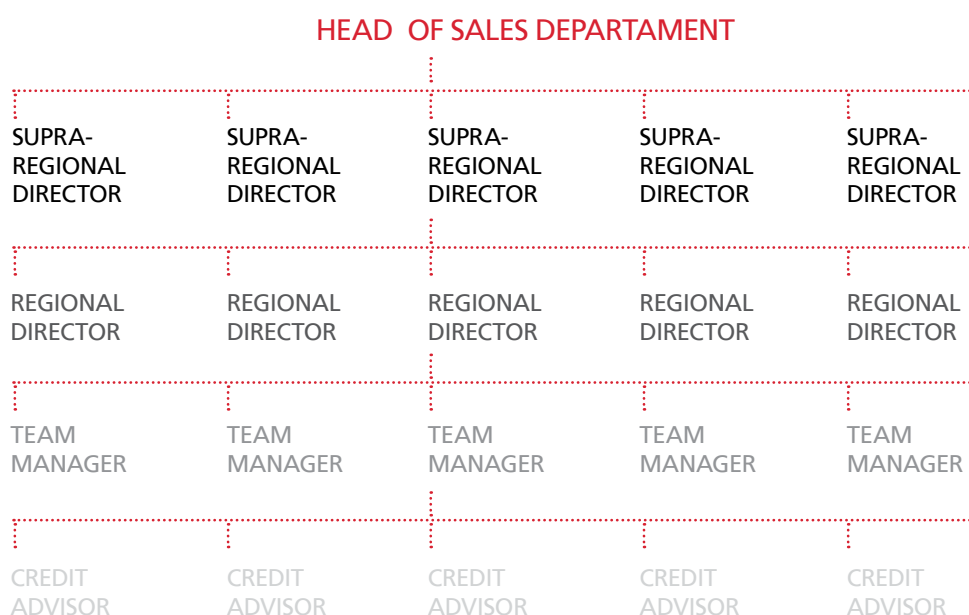 HEAD OF SALES DEPARTAMENT
SUPRA- SUPRA- SUPRA- SUPRA- SUPRA-
REGIONAL REGIONAL REGIONAL REGIONAL REGIONAL
DIRECTOR DIRECTOR DIRECTOR DIRECTOR DIRECTOR
REGIONAL REGIONAL REGIONAL REGIONAL REGIONAL
DIRECTOR DIRECTOR DIRECTOR DIRECTOR DIRECTOR
TEAM TEAM TEAM TEAM TEAM
MANAGER MANAGER MANAGER MANAGER MANAGER
CREDIT CREDIT CREDIT CREDIT CREDIT
ADVISOR ADVISOR ADVISOR ADVISOR ADVISOR